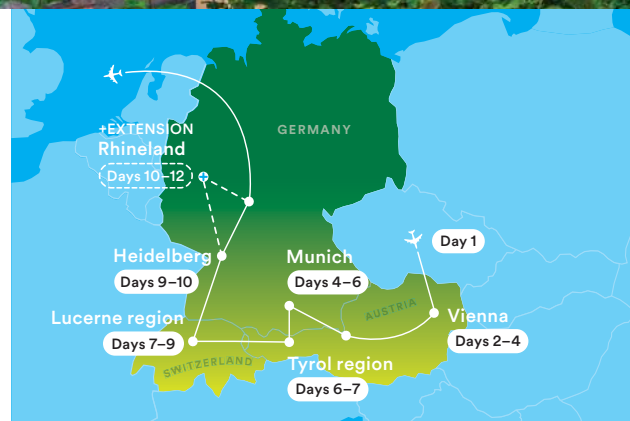 GERMANY
+EXTENSION
Rhineland
Days 10–12
Day 1
Heidelberg
Days 9–10
Munich
Days 4–6
AUSTRIA
Vienna
Days 2–4
Lucerne region
Days 7–9
SWITZERLAND
Tyrol region
Days 6–7